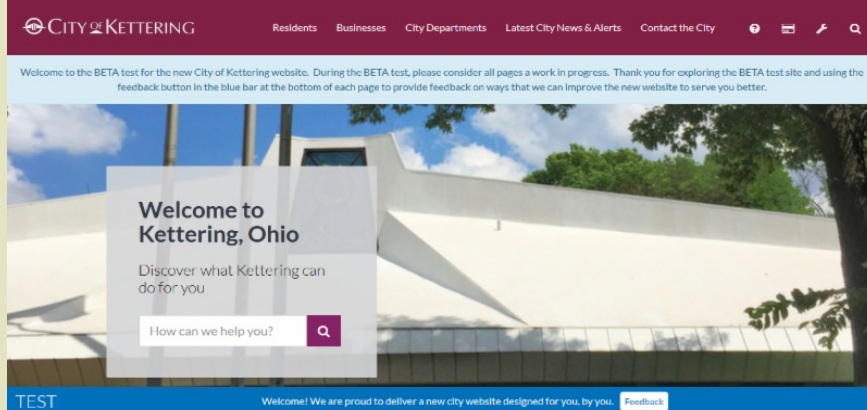 CITY OF KETTERING
Residents Businesses City Departments Latest City News & Alerts Contact the City
Welcome to the BETA test for the new City of Kettering website. During the BETA test, please consider all pages a work in progress. Thank you for exploring the BETA test site and using the
feedback button in the blue bar at the bottom of each page to provide feedback on ways that we can improve the new website to serve you better.
Welcome to
Kettering, Ohio
Discover what Kettering can
do for you
How can we help you?
TEST Welcome! We are proud to deliver a new city website designed for you, by you. Feedback